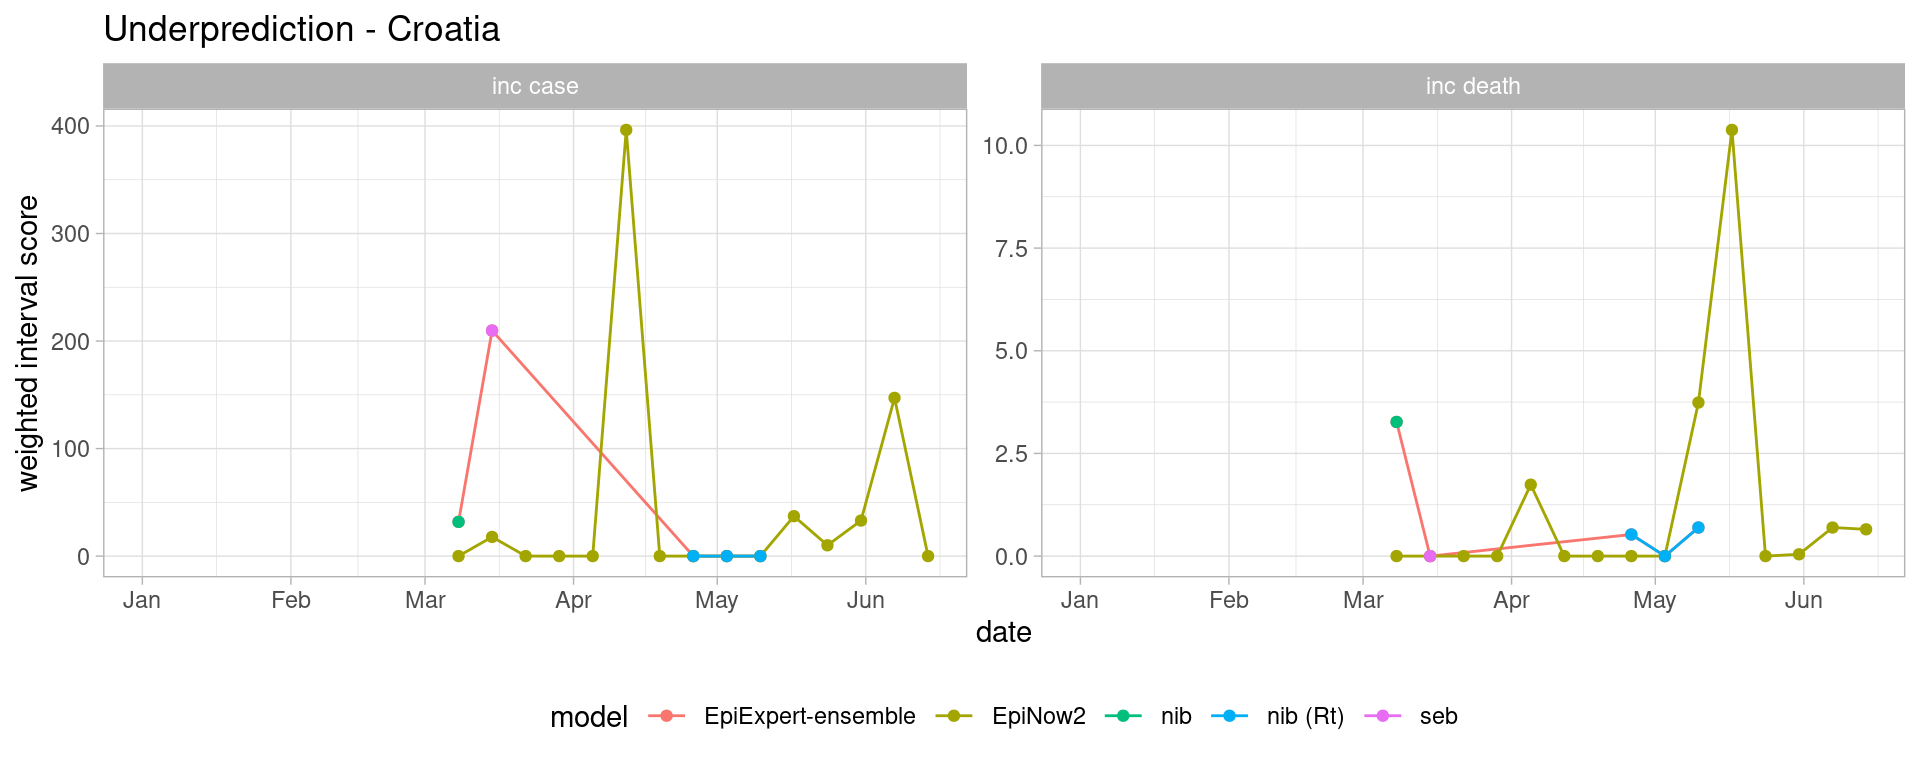 Underprediction - Croatia
inc case
inc death
weighted interval score
400
300
200
100
0
10.0
7.5
5.0
2.5
0.0
Jan Feb Mar Apr May Jun
Jan Feb Mar Apr May Jun
date
model EpiExpert-ensemble EpiNow2 nib nib (Rt) seb